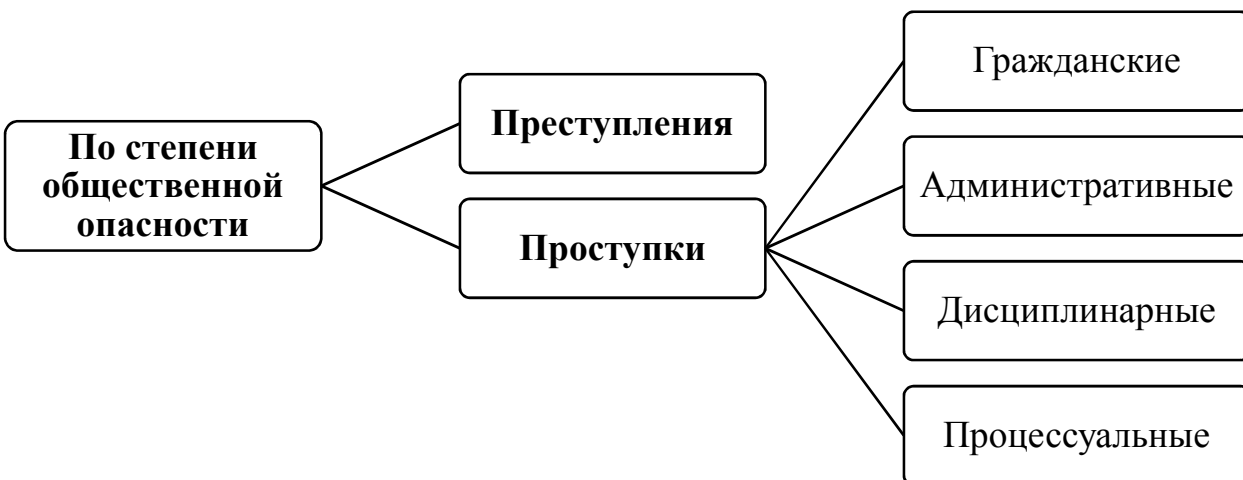 По степени
общественной
опасности
Преступления
Проступки
Гражданские
Административные
Дисциплинарные
Процессуальные